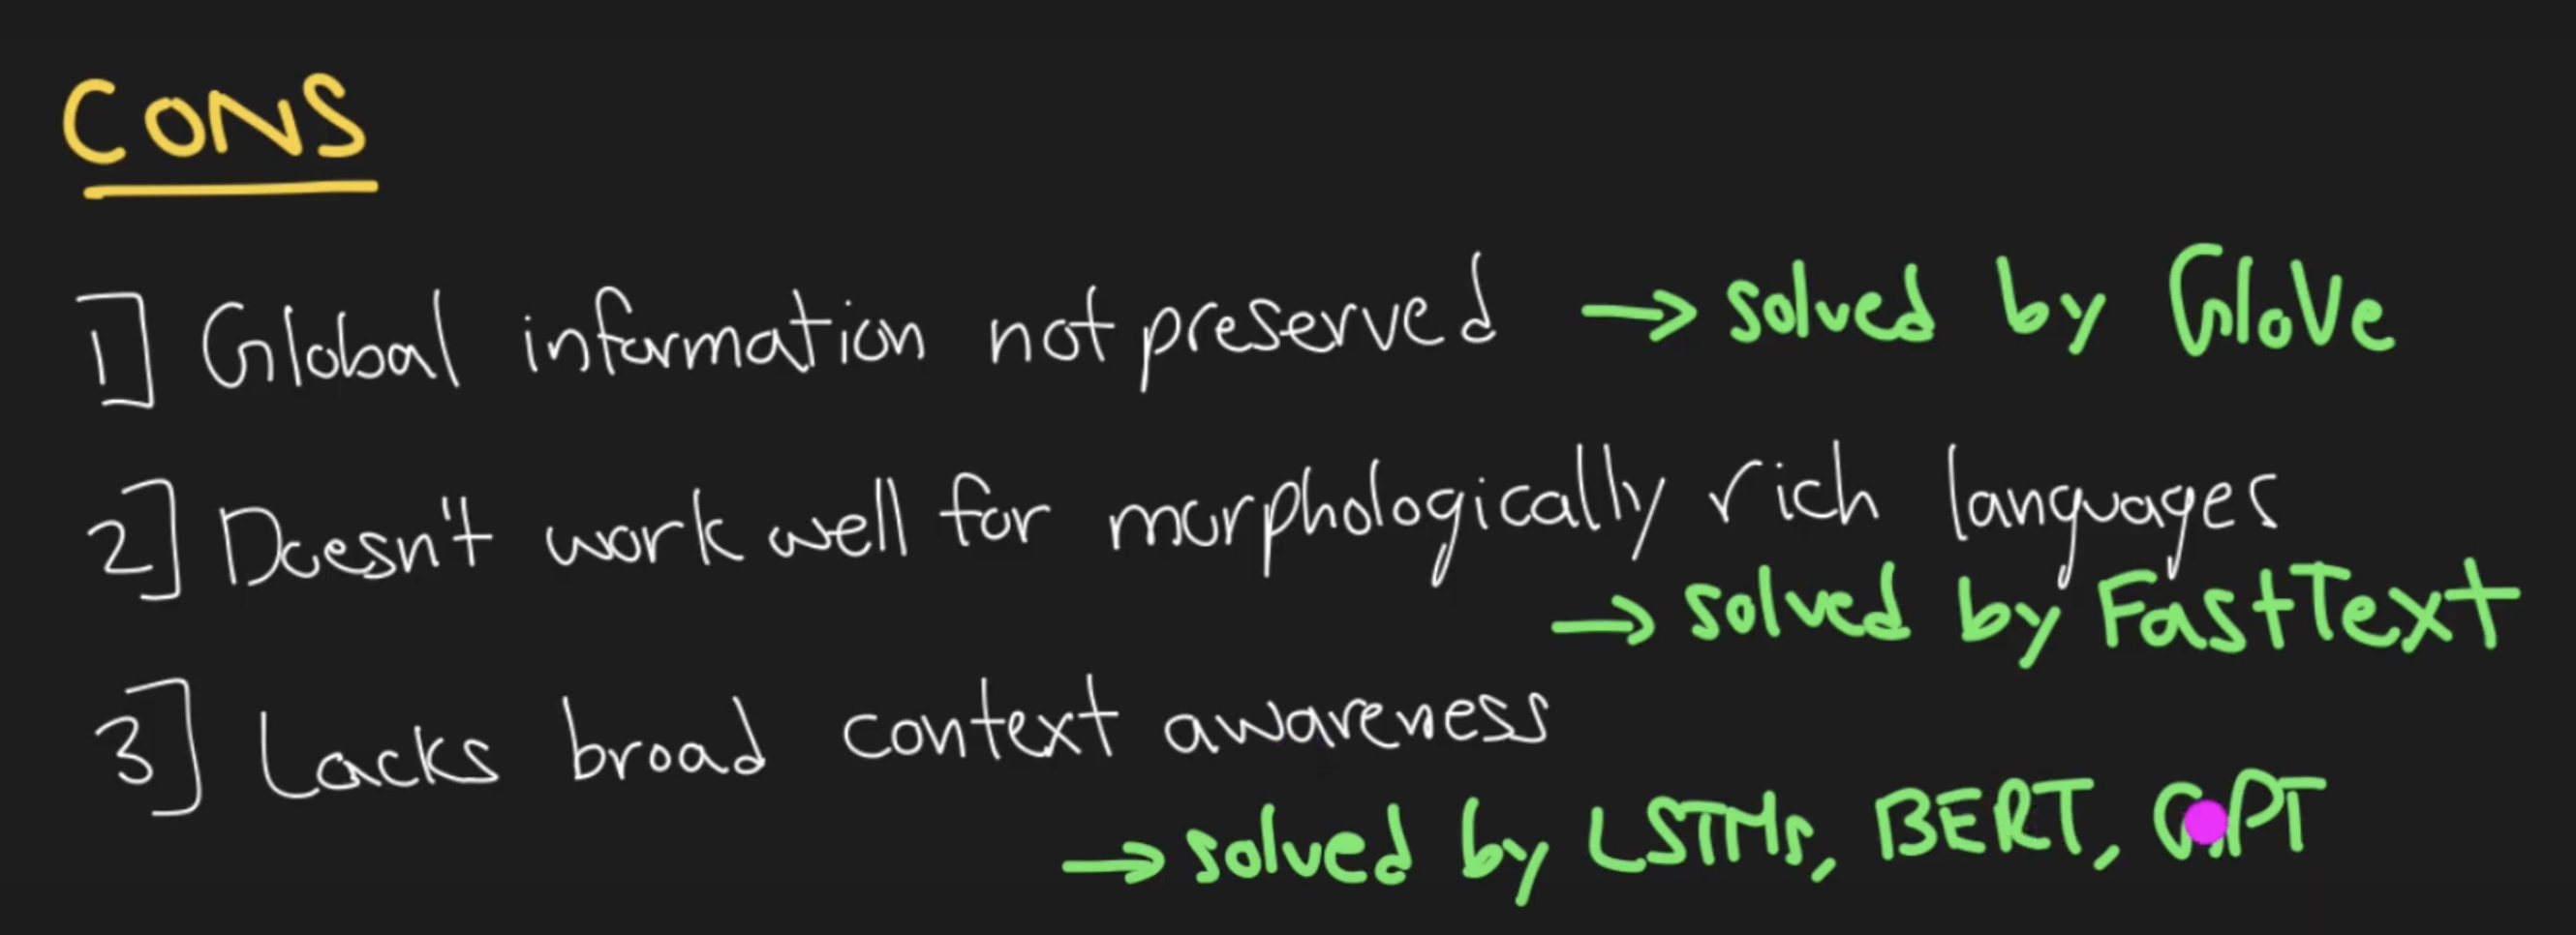 CONS
1] Global information not preserved → solved by GloVe
2] Doesn't work well for morphologically rich languages
→ solved by FastText
3] Lacks broad context awareness
→ solved by LSTMs, BERT, GPT